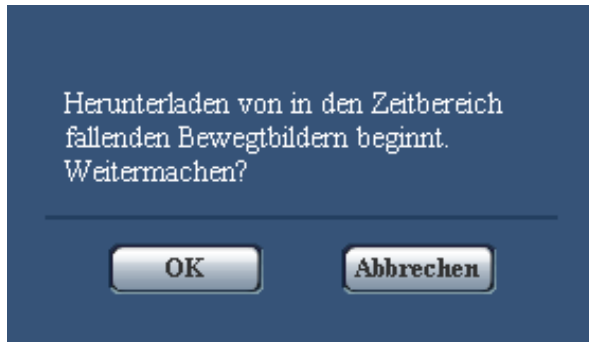 Herunterladen von in den Zeitbereich
fallenden Bewegtbildern beginnt.
Weitermachen?
OK Abbrechen